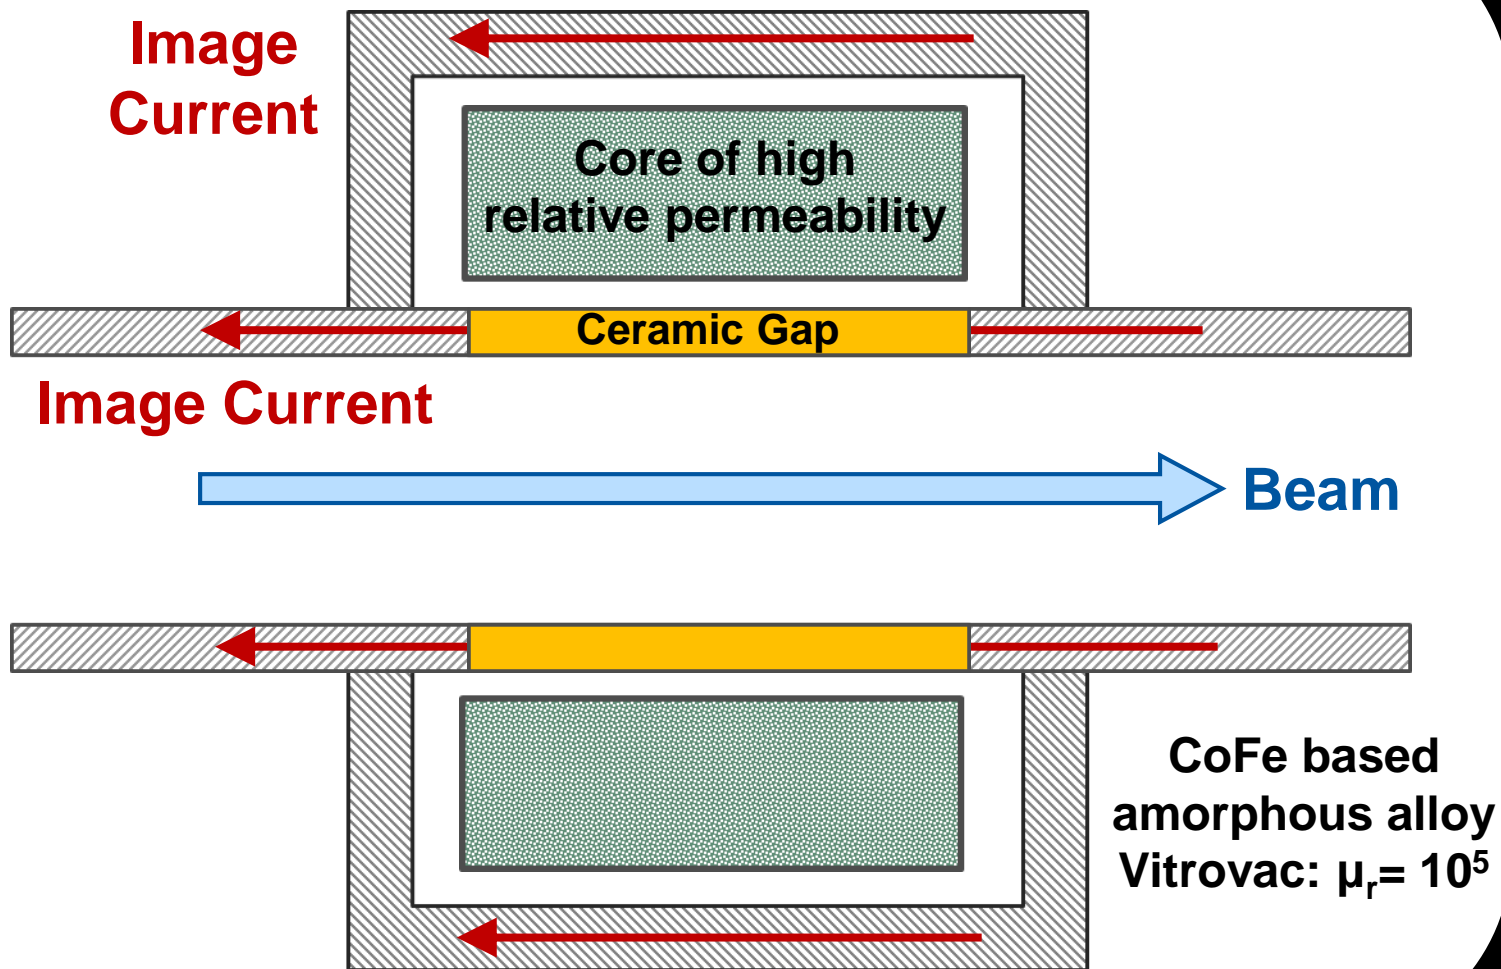 Image
Current
Core of high
relative permeability
Ceramic Gap
Image Current
Beam
CoFe based
amorphous alloy
Vitrovac: µᵣ= 10⁵